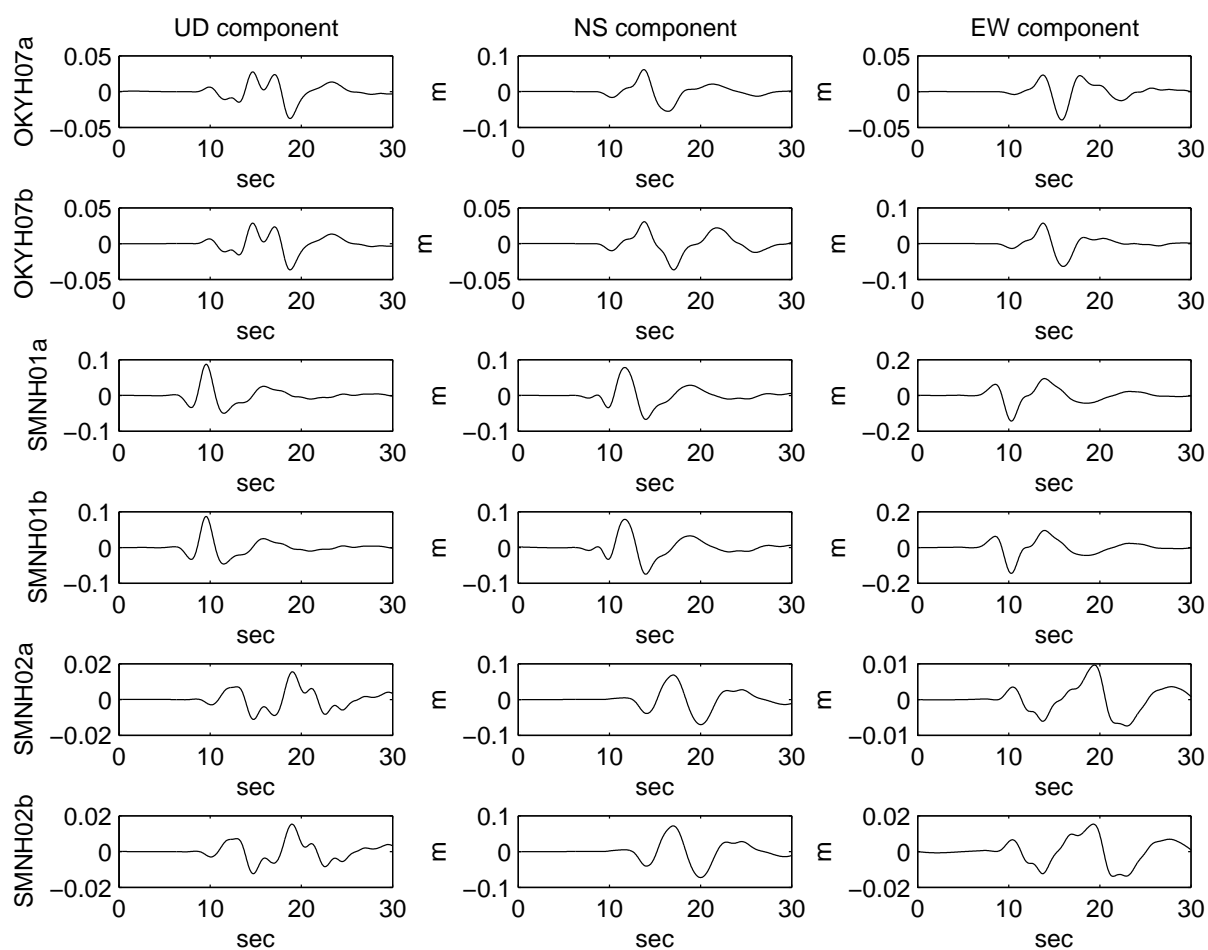 UD component NS component EW component
OKYH07a 0.05 0 −0.05 m 0.1 0 −0.1 m 0.05 0 −0.05
0 10 20 30 0 10 20 30 0 10 20 30
sec sec sec
OKYH07b 0.05 0 −0.05 m 0.05 0 −0.05 m 0.1 0 −0.1
0 10 20 30 0 10 20 30 0 10 20 30
sec sec sec
SMNH01a 0.1 0 −0.1 m 0.1 0 −0.1 m 0.2 0 −0.2
0 10 20 30 0 10 20 30 0 10 20 30
sec sec sec
SMNH01b 0.1 0 −0.1 m 0.1 0 −0.1 m 0.2 0 −0.2
0 10 20 30 0 10 20 30 0 10 20 30
sec sec sec
SMNH02a 0.02 0 −0.02 m 0.1 0 −0.1 m 0.01 0 −0.01
0 10 20 30 0 10 20 30 0 10 20 30
sec sec sec
SMNH02b 0.02 0 −0.02 m 0.1 0 −0.1 m 0.02 0 −0.02
0 10 20 30 0 10 20 30 0 10 20 30
sec sec sec